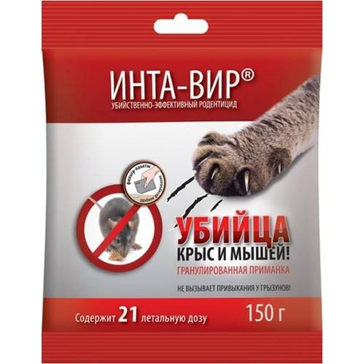 ИНТА-ВИР®
УБИЙСТВЕННО-ЭФФЕКТИВНЫЙ РОДЕНТИЦИД
УБИЙЦА
КРЫС И МЫШЕЙ!
ГРАНУЛИРОВАННАЯ ПРИМАНКА
НЕ ВЫЗЫВАЕТ ПРИВЫКАНИЯ У ГРЫЗУНОВ!
Содержит 21 летальную дозу
150 г